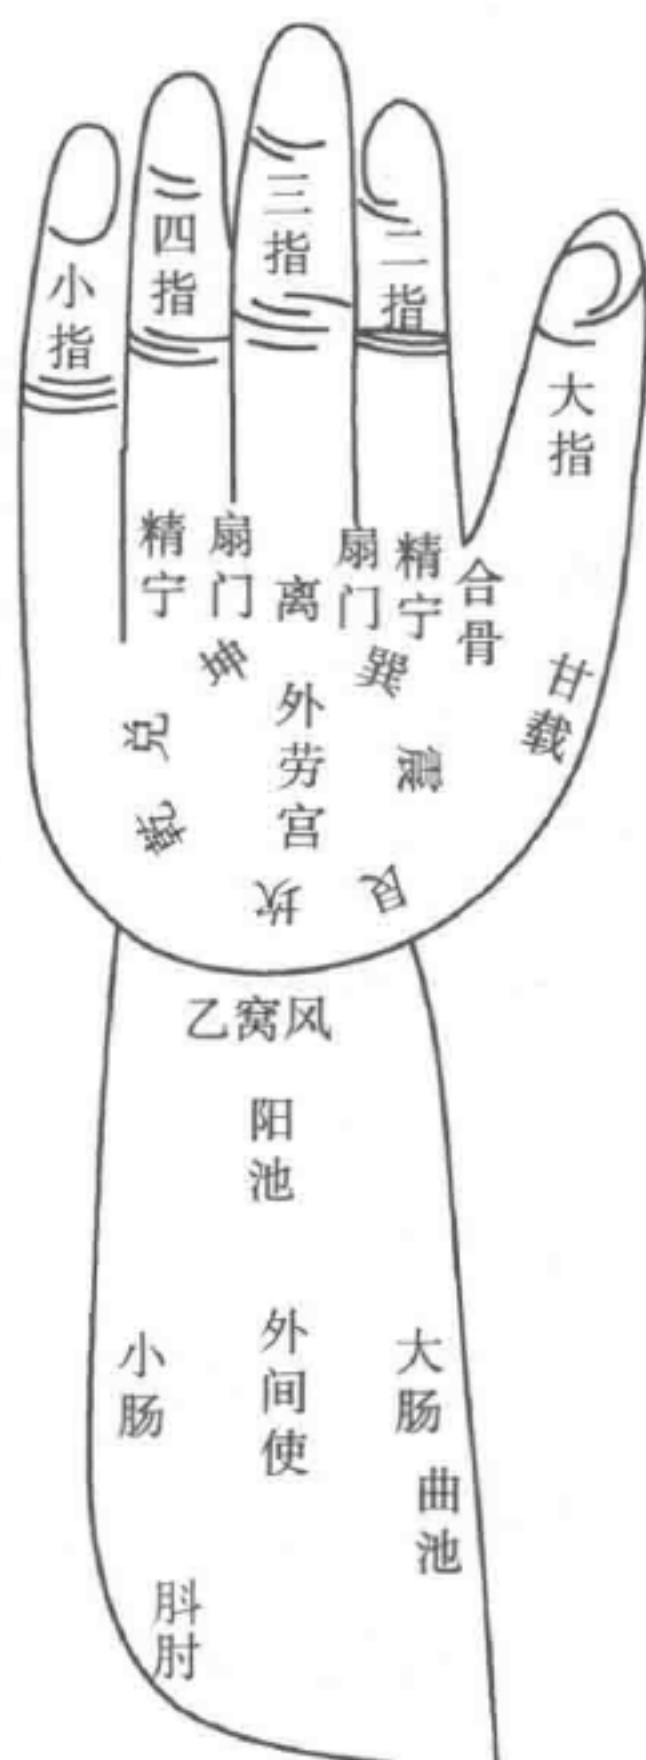 小指
四指
三指
二指
大指
精宁
扇门
离
扇门
精宁
合骨
甘载
坤
巽
兑
外劳宫
震
乾
坎
艮
乙窝风
阳池
小肠
外间使
大肠
曲池
㪷肘